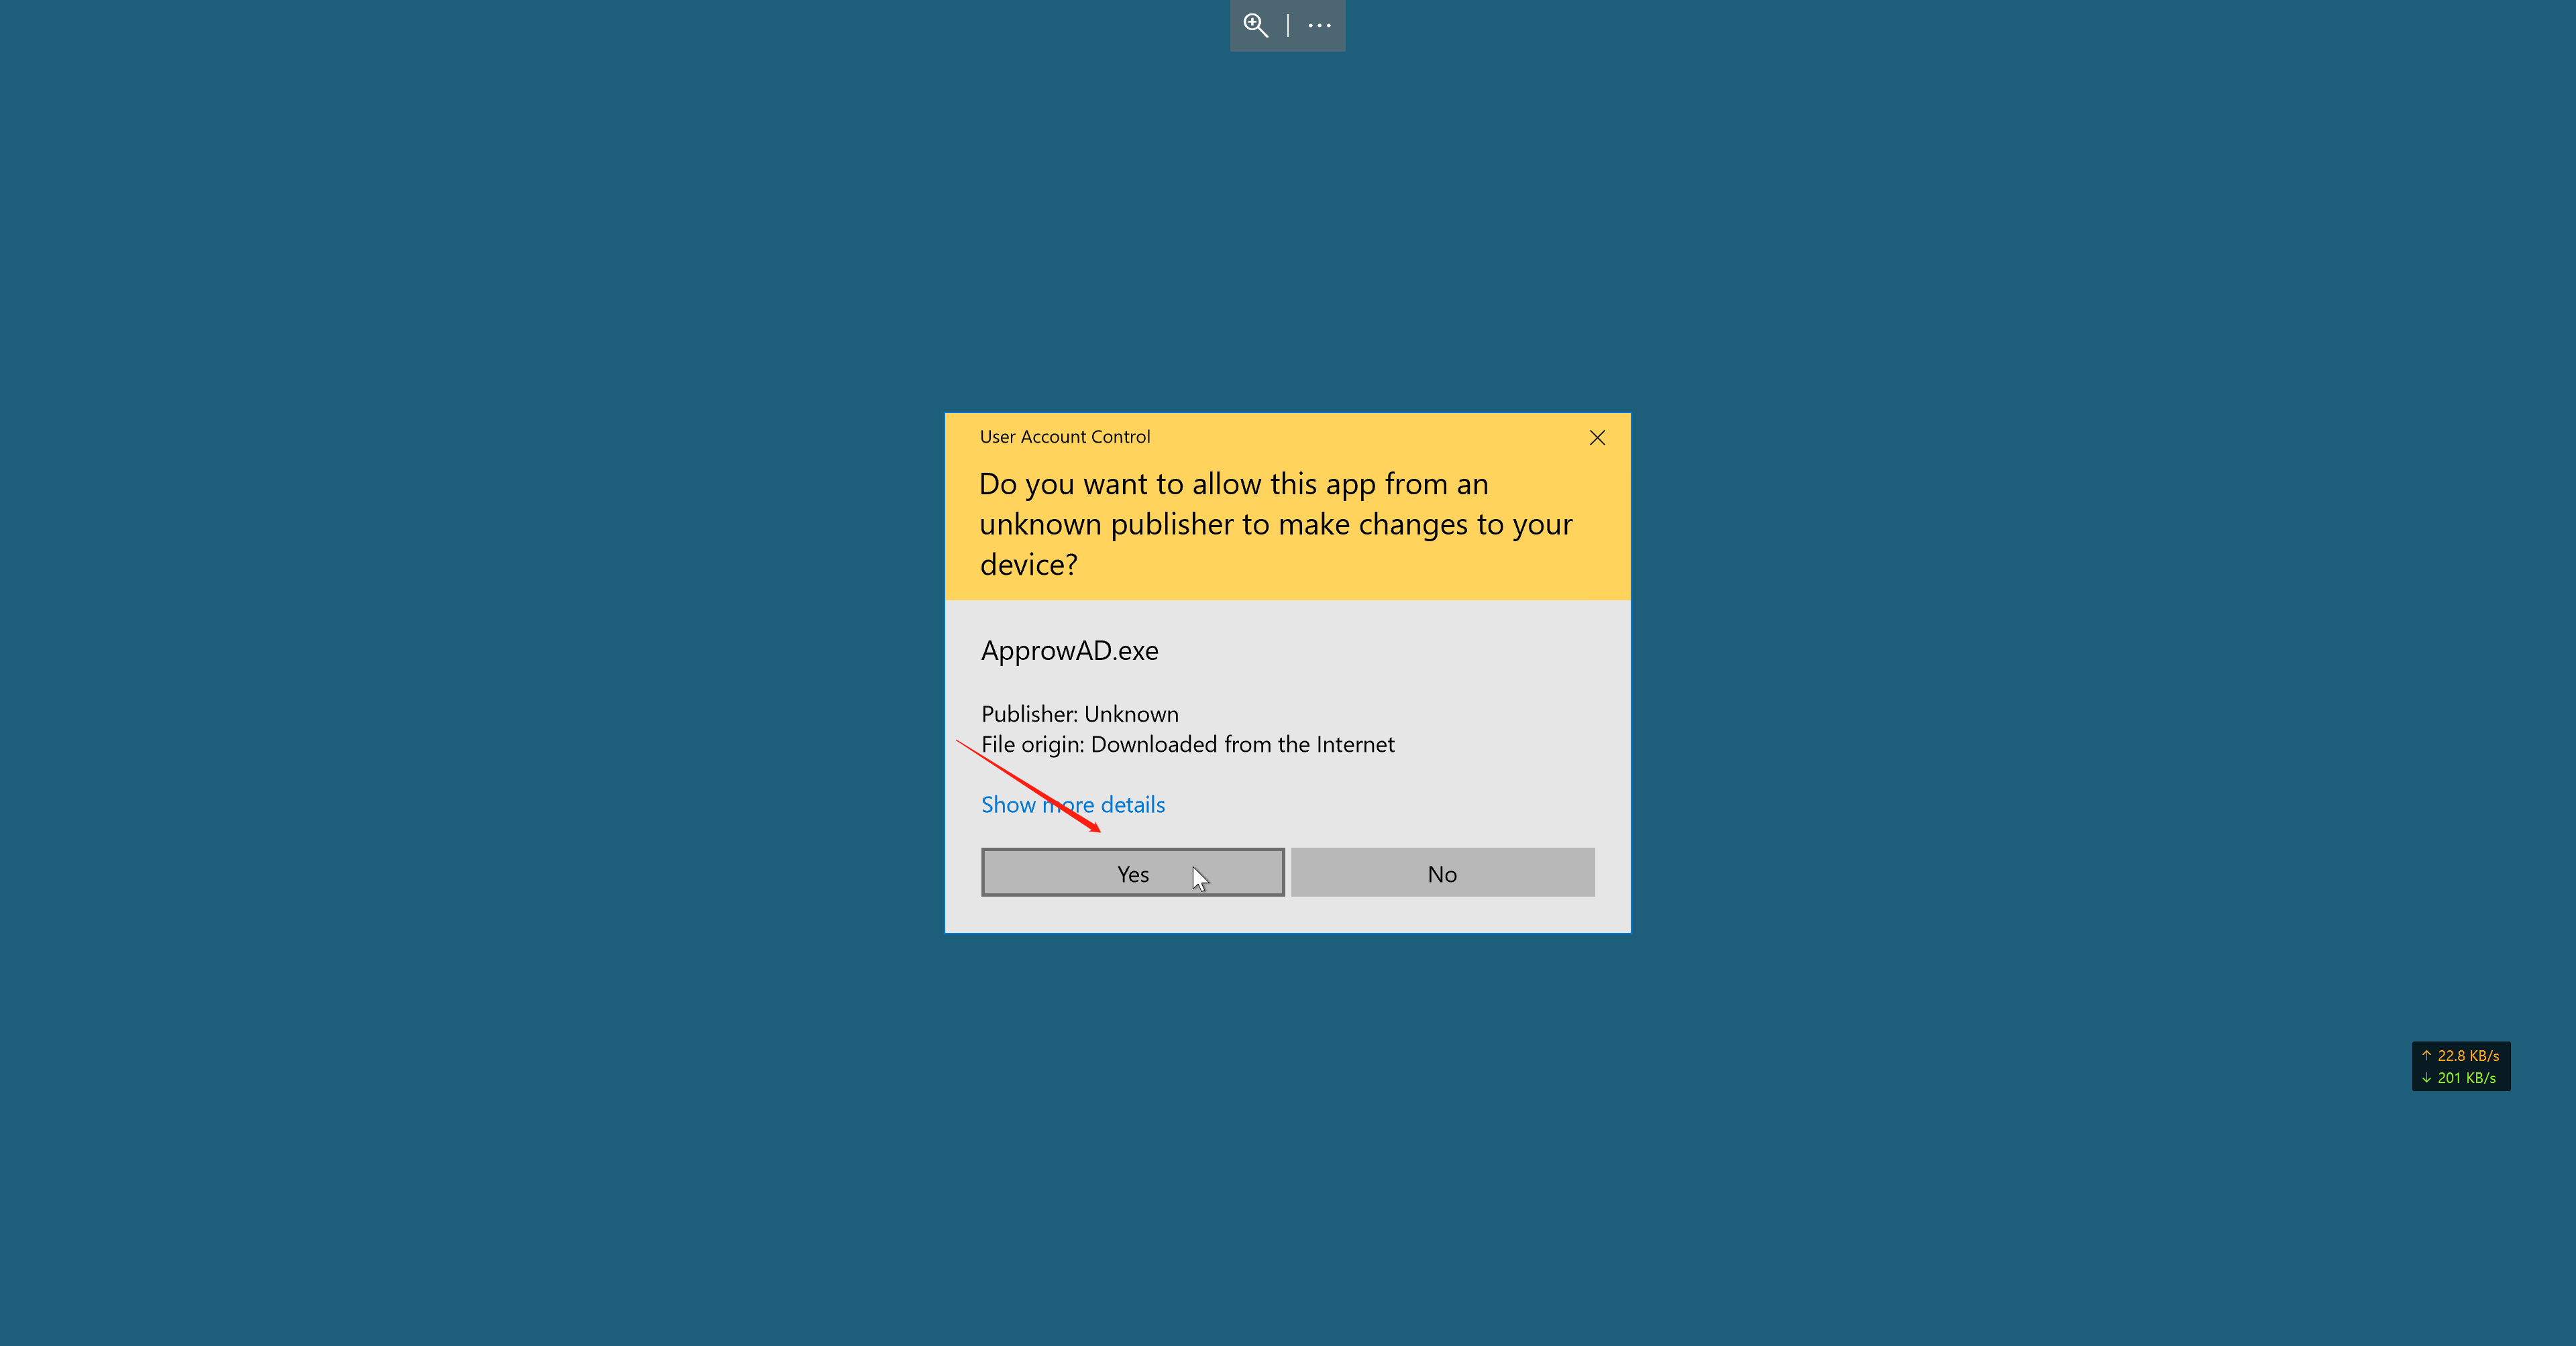 User Account Control
Do you want to allow this app from an
unknown publisher to make changes to your
device?
ApprowAD.exe
Publisher: Unknown
File origin: Downloaded from the Internet
Show more details
Yes
No
↑ 22.8 KB/s
↓ 201 KB/s